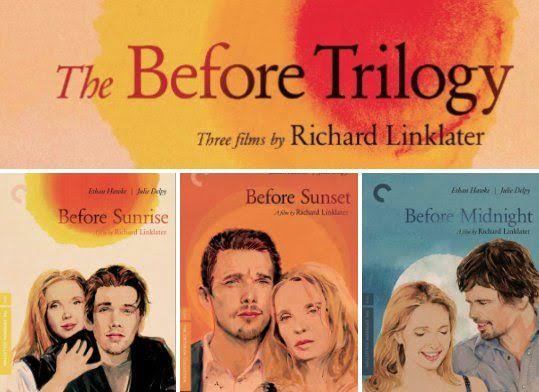 The Before Trilogy
Three films by Richard Linklater
Ethan Hawke | Julie Delpy
Before Sunrise
A film by Richard Linklater
Before Sunset
A film by Richard Linklater
Ethan Hawke | Julie Delpy
Before Midnight
A film by Richard Linklater